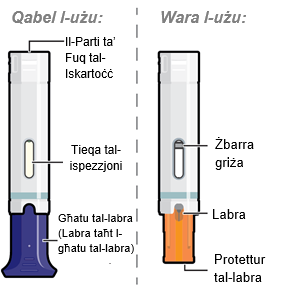 Qabel l-użu:
Il-Parti ta’
Fuq tal-
Iskartoċċ
Tieqa tal-
ispezzjoni
Għatu tal-labra
(Labra taħt l-
għatu tal-labra)
Wara l-użu:
Żbarra
griża
Labra
Protettur
tal-labra